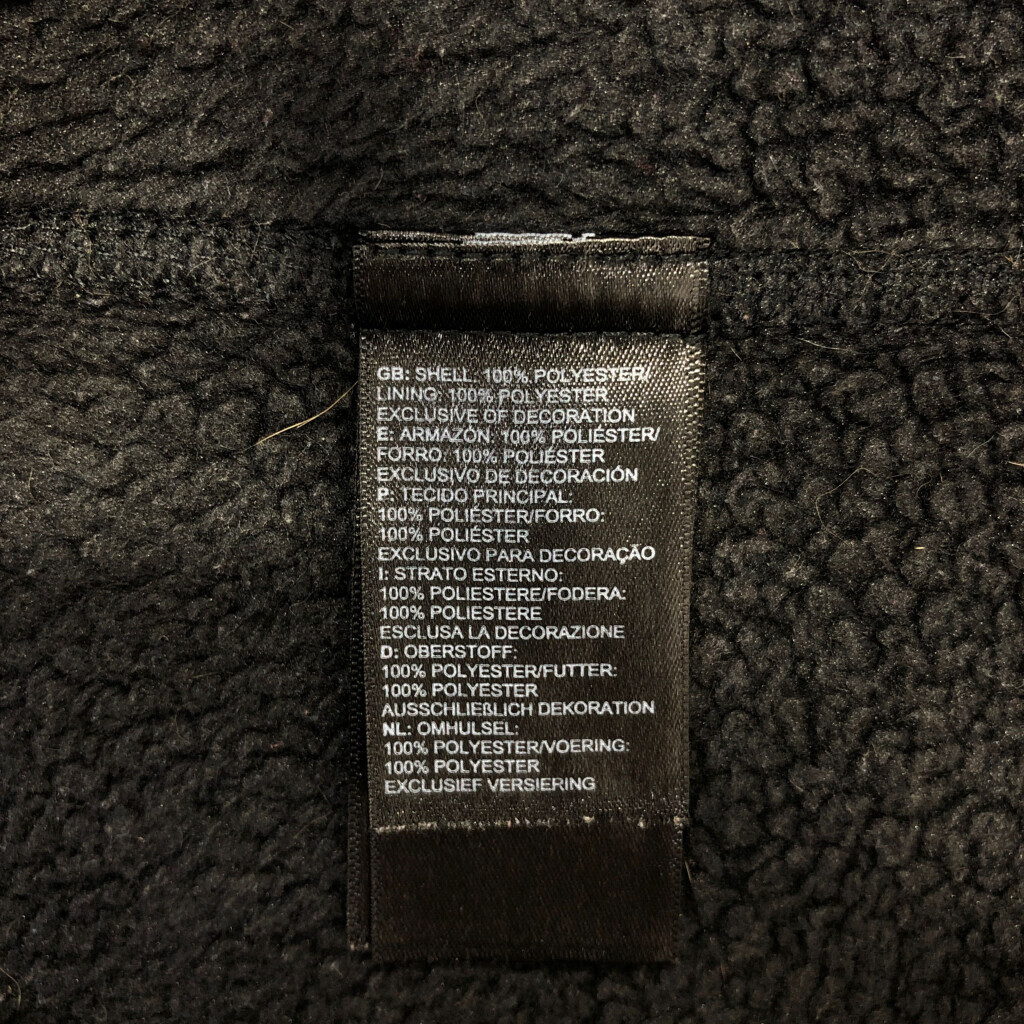 GB: SHELL: 100% POLYESTER/
LINING: 100% POLYESTER
EXCLUSIVE OF DECORATION
E: ARMAZÓN: 100% POLIÉSTER/
FORRO: 100% POLIÉSTER
EXCLUSIVO DE DECORACIÓN
P: TECIDO PRINCIPAL:
100% POLIÉSTER/FORRO:
100% POLIÉSTER
EXCLUSIVO PARA DECORAÇÃO
I: STRATO ESTERNO:
100% POLIESTERE/FODERA:
100% POLIESTERE
ESCLUSA LA DECORAZIONE
D: OBERSTOFF:
100% POLYESTER/FUTTER:
100% POLYESTER
AUSSCHLIEßLICH DEKORATION
NL: OMHULSEL:
100% POLYESTER/VOERING:
100% POLYESTER
EXCLUSIEF VERSIERING